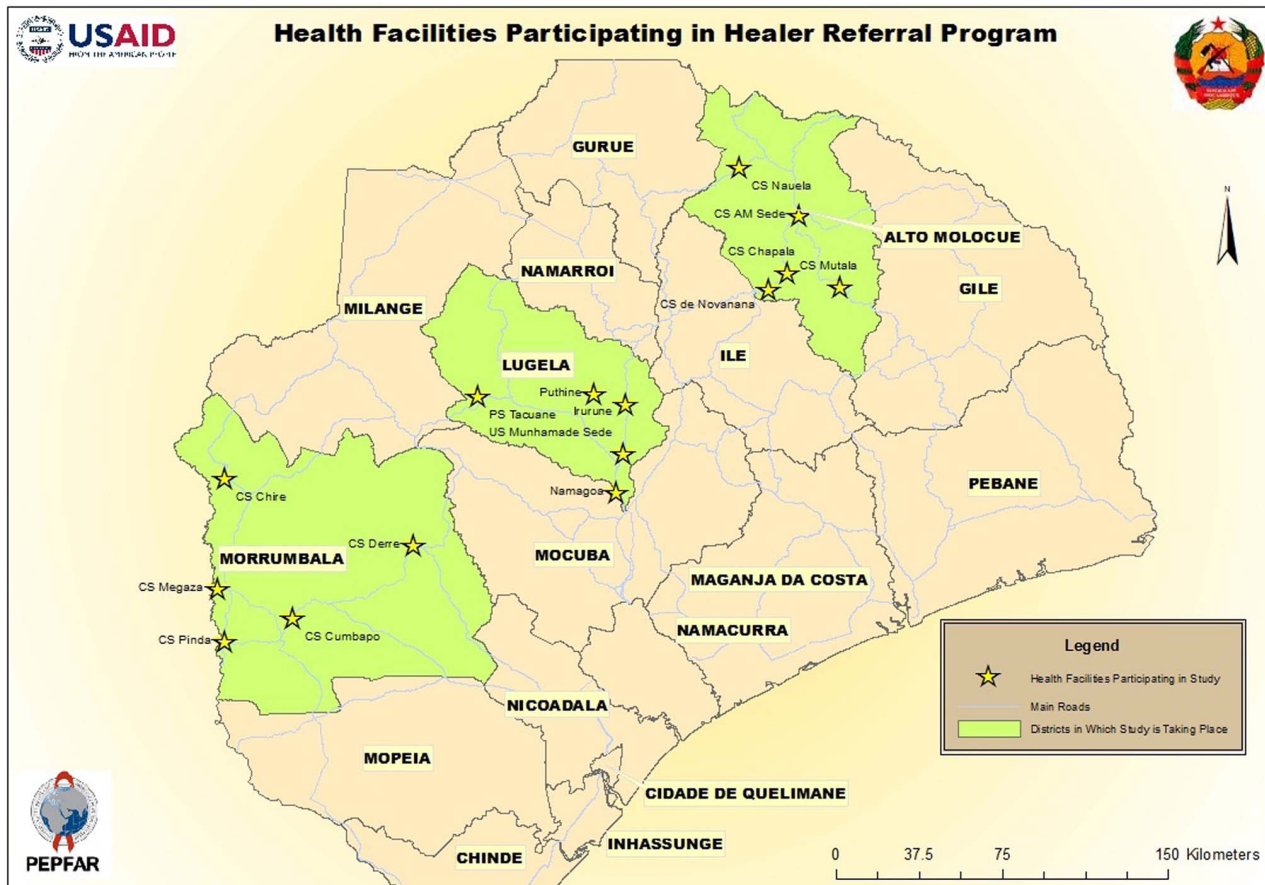 USAID
FROM THE AMERICAN PEOPLE
Health Facilities Participating in Healer Referral Program
N
GURUE
CS Nauela
CS AM Sede
ALTO MOLOCUE
CS Chapala
CS Mutala
NAMARROI
GILE
CS de Novanana
MILANGE
ILE
LUGELA
Puthine
Irurune
PS Tacuane
US Munhamade Sede
Namagoa
PEBANE
CS Chire
CS Derre
MOCUBA
MORRUMBALA
MAGANJA DA COSTA
CS Megaza
CS Cumbapo
NAMACURRA
CS Pinda
NICOADALA
MOPEIA
CIDADE DE QUELIMANE
INHASSUNGE
CHINDE
Legend
Health Facilities Participating in Study
Main Roads
Districts in Which Study is Taking Place
PEPFAR
0 37.5 75 150 Kilometers